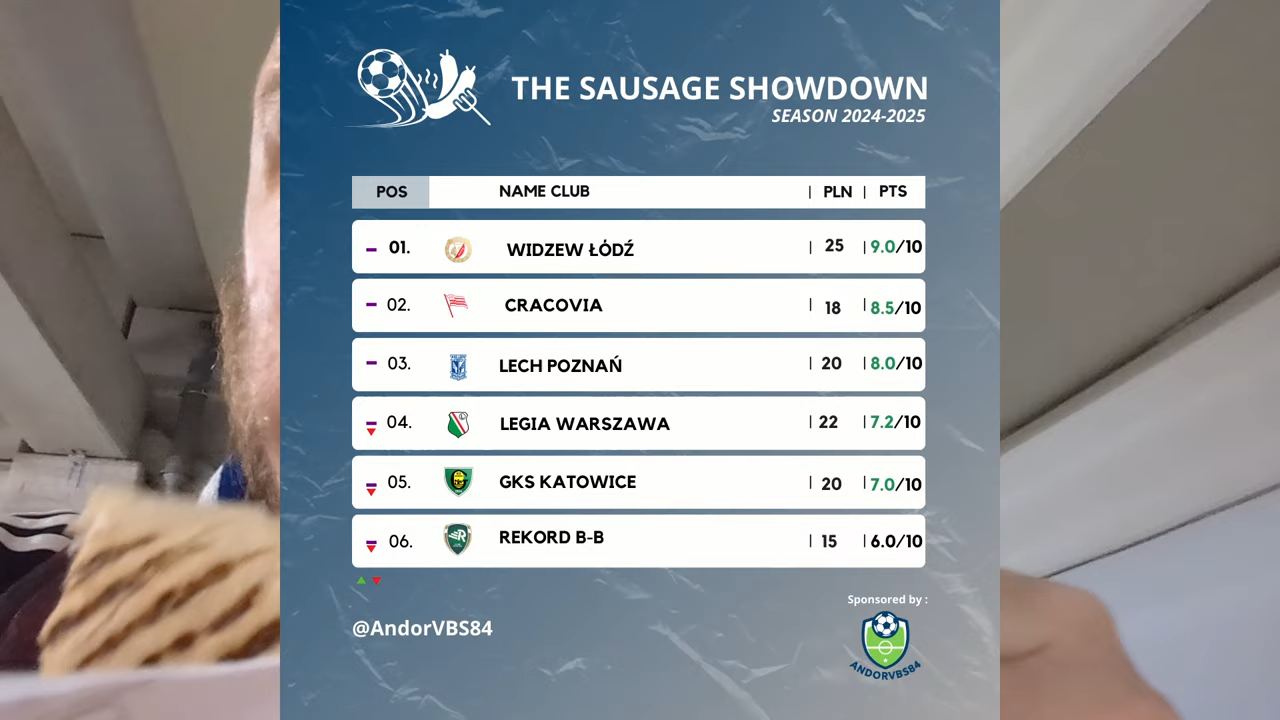 THE SAUSAGE SHOWDOWN
SEASON 2024-2025
POS NAME CLUB | PLN | PTS
01. WIDZEW ŁÓDŹ | 25 | 9.0/10
02. CRACOVIA | 18 | 8.5/10
03. LECH POZNAŃ | 20 | 8.0/10
04. LEGIA WARSZAWA | 22 | 7.2/10
05. GKS KATOWICE | 20 | 7.0/10
06. REKORD B-B | 15 | 6.0/10
@AndorVBS84
Sponsored by :
ANDORVBS84